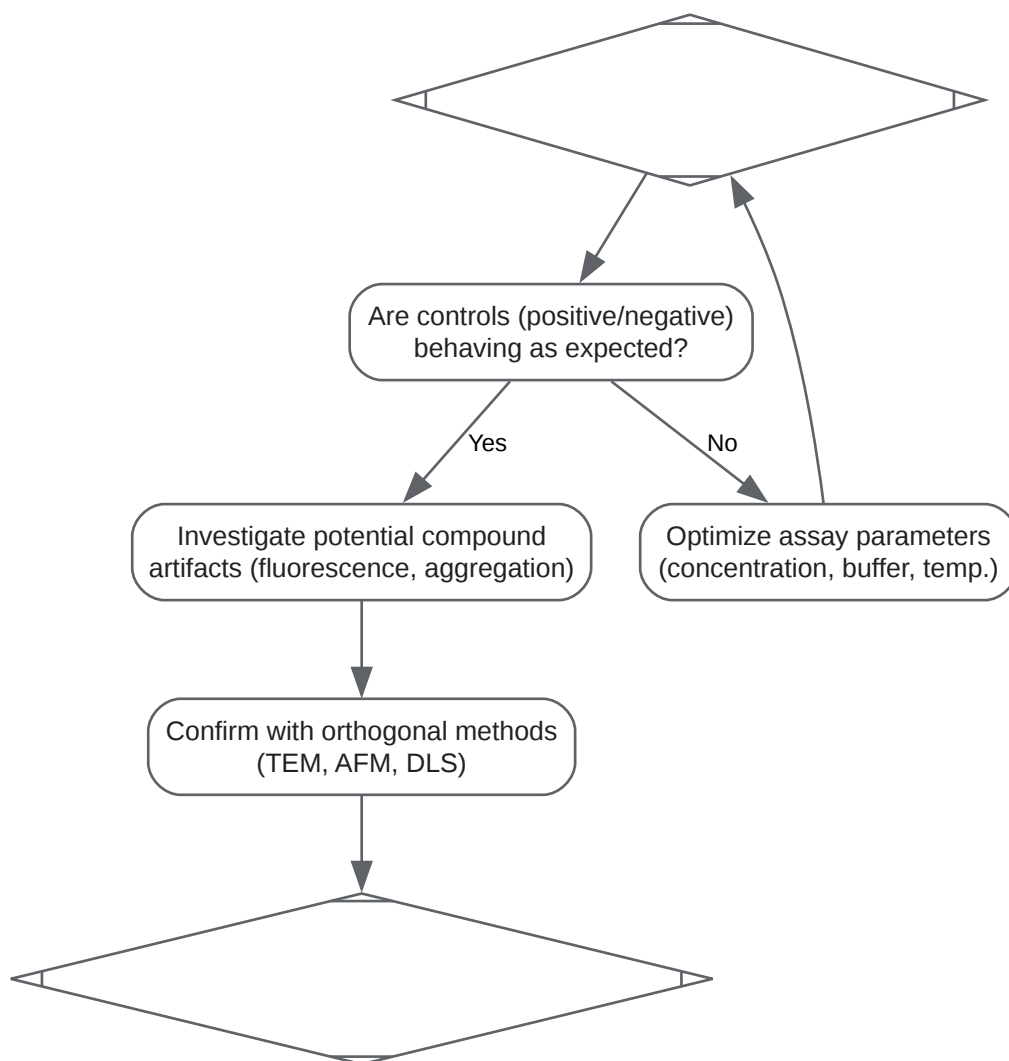 Are controls (positive/negative)
behaving as expected?
Yes
No
Investigate potential compound
artifacts (fluorescence, aggregation)
Optimize assay parameters
(concentration, buffer, temp.)
Confirm with orthogonal methods
(TEM, AFM, DLS)